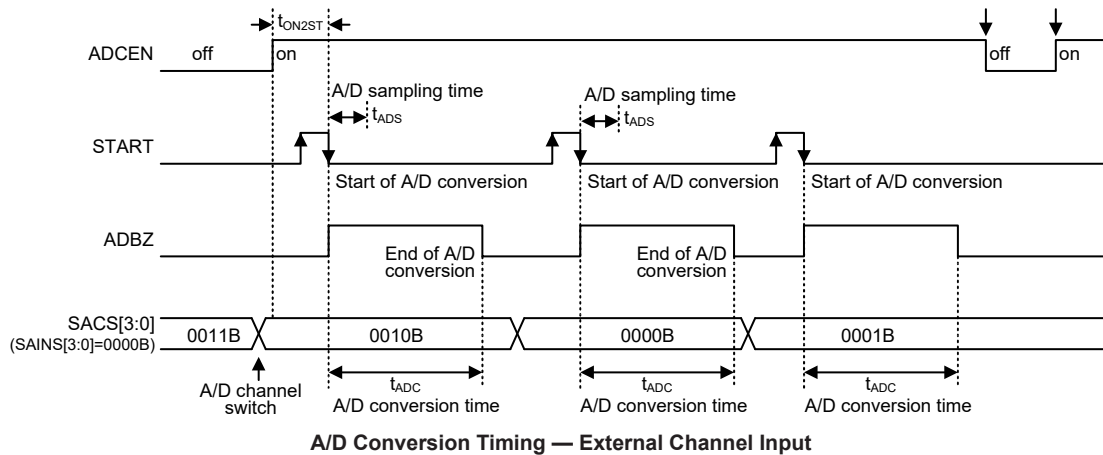 tON2ST
ADCEN off on off on
A/D sampling time A/D sampling time
tADS tADS
START
Start of A/D conversion Start of A/D conversion Start of A/D conversion
ADBZ
End of A/D conversion End of A/D conversion
SACS[3:0]
(SAINS[3:0]=0000B)
0011B 0010B 0000B 0001B
A/D channel switch
tADC tADC tADC
A/D conversion time A/D conversion time A/D conversion time
A/D Conversion Timing — External Channel Input